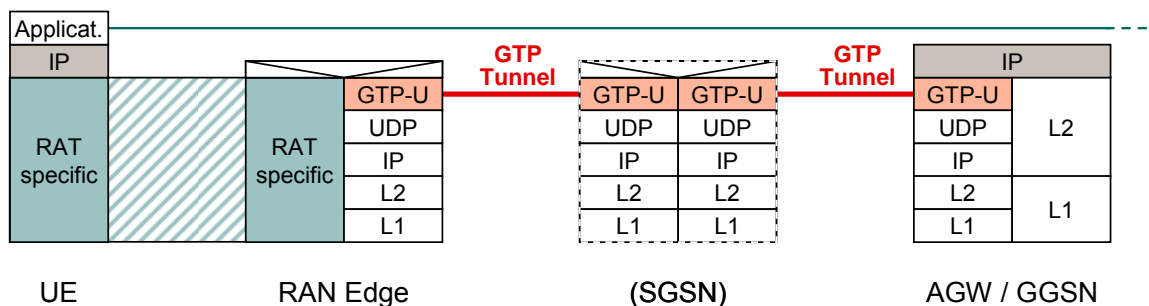 Applicat.
IP
RAT
specific
UE
RAT
specific
GTP-U
UDP
IP
L2
L1
RAN Edge
GTP
Tunnel
GTP-U
GTP-U
UDP
UDP
IP
IP
L2
L2
L1
L1
(SGSN)
GTP
Tunnel
IP
GTP-U
UDP
IP
L2
L1
L2
L1
AGW / GGSN